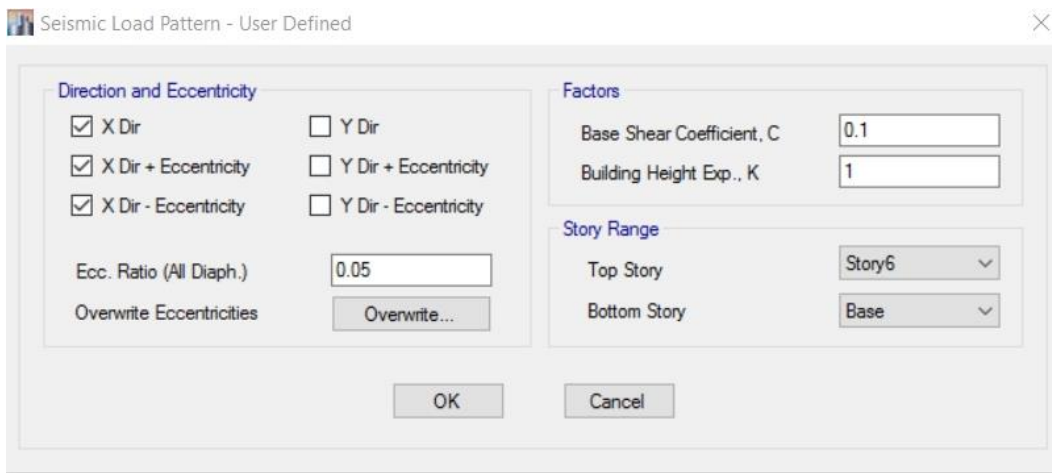 Seismic Load Pattern - User Defined
Direction and Eccentricity
X Dir
Y Dir
X Dir + Eccentricity
Y Dir + Eccentricity
X Dir - Eccentricity
Y Dir - Eccentricity
Ecc. Ratio (All Diaph.)
0.05
Overwrite Eccentricities
Overwrite...
Factors
Base Shear Coefficient, C
0.1
Building Height Exp., K
1
Story Range
Top Story
Story6
Bottom Story
Base
OK
Cancel